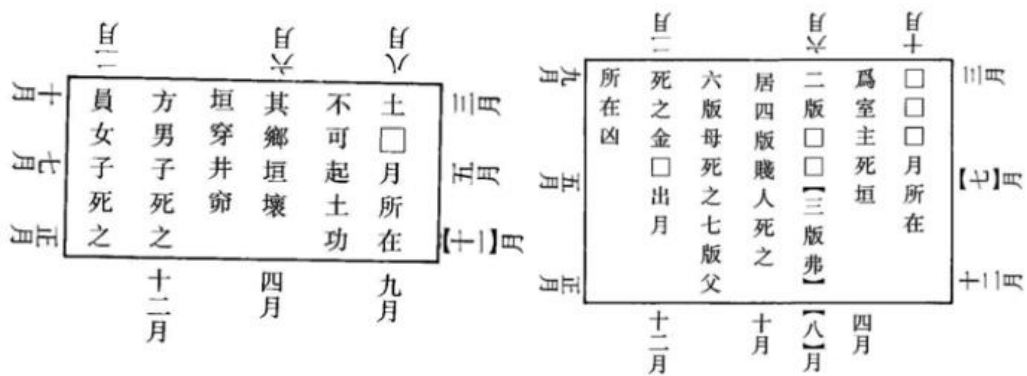 十月
六月
二月
三月
【七】月
十一月
□□□月所在
爲室主死垣
二版□□【三版弗】
居四版賤人死之
六版母死之七版父
死之金□出月
所在凶
九月
五月
正月
四月
【八】月
十月
十二月
八月
六月
二月
三月
五月
【十一】月
土□月所在
不可起土功
其鄉垣壞
垣穿井窌
方男子死之
員女子死之
十月
七月
正月
九月
四月
十二月